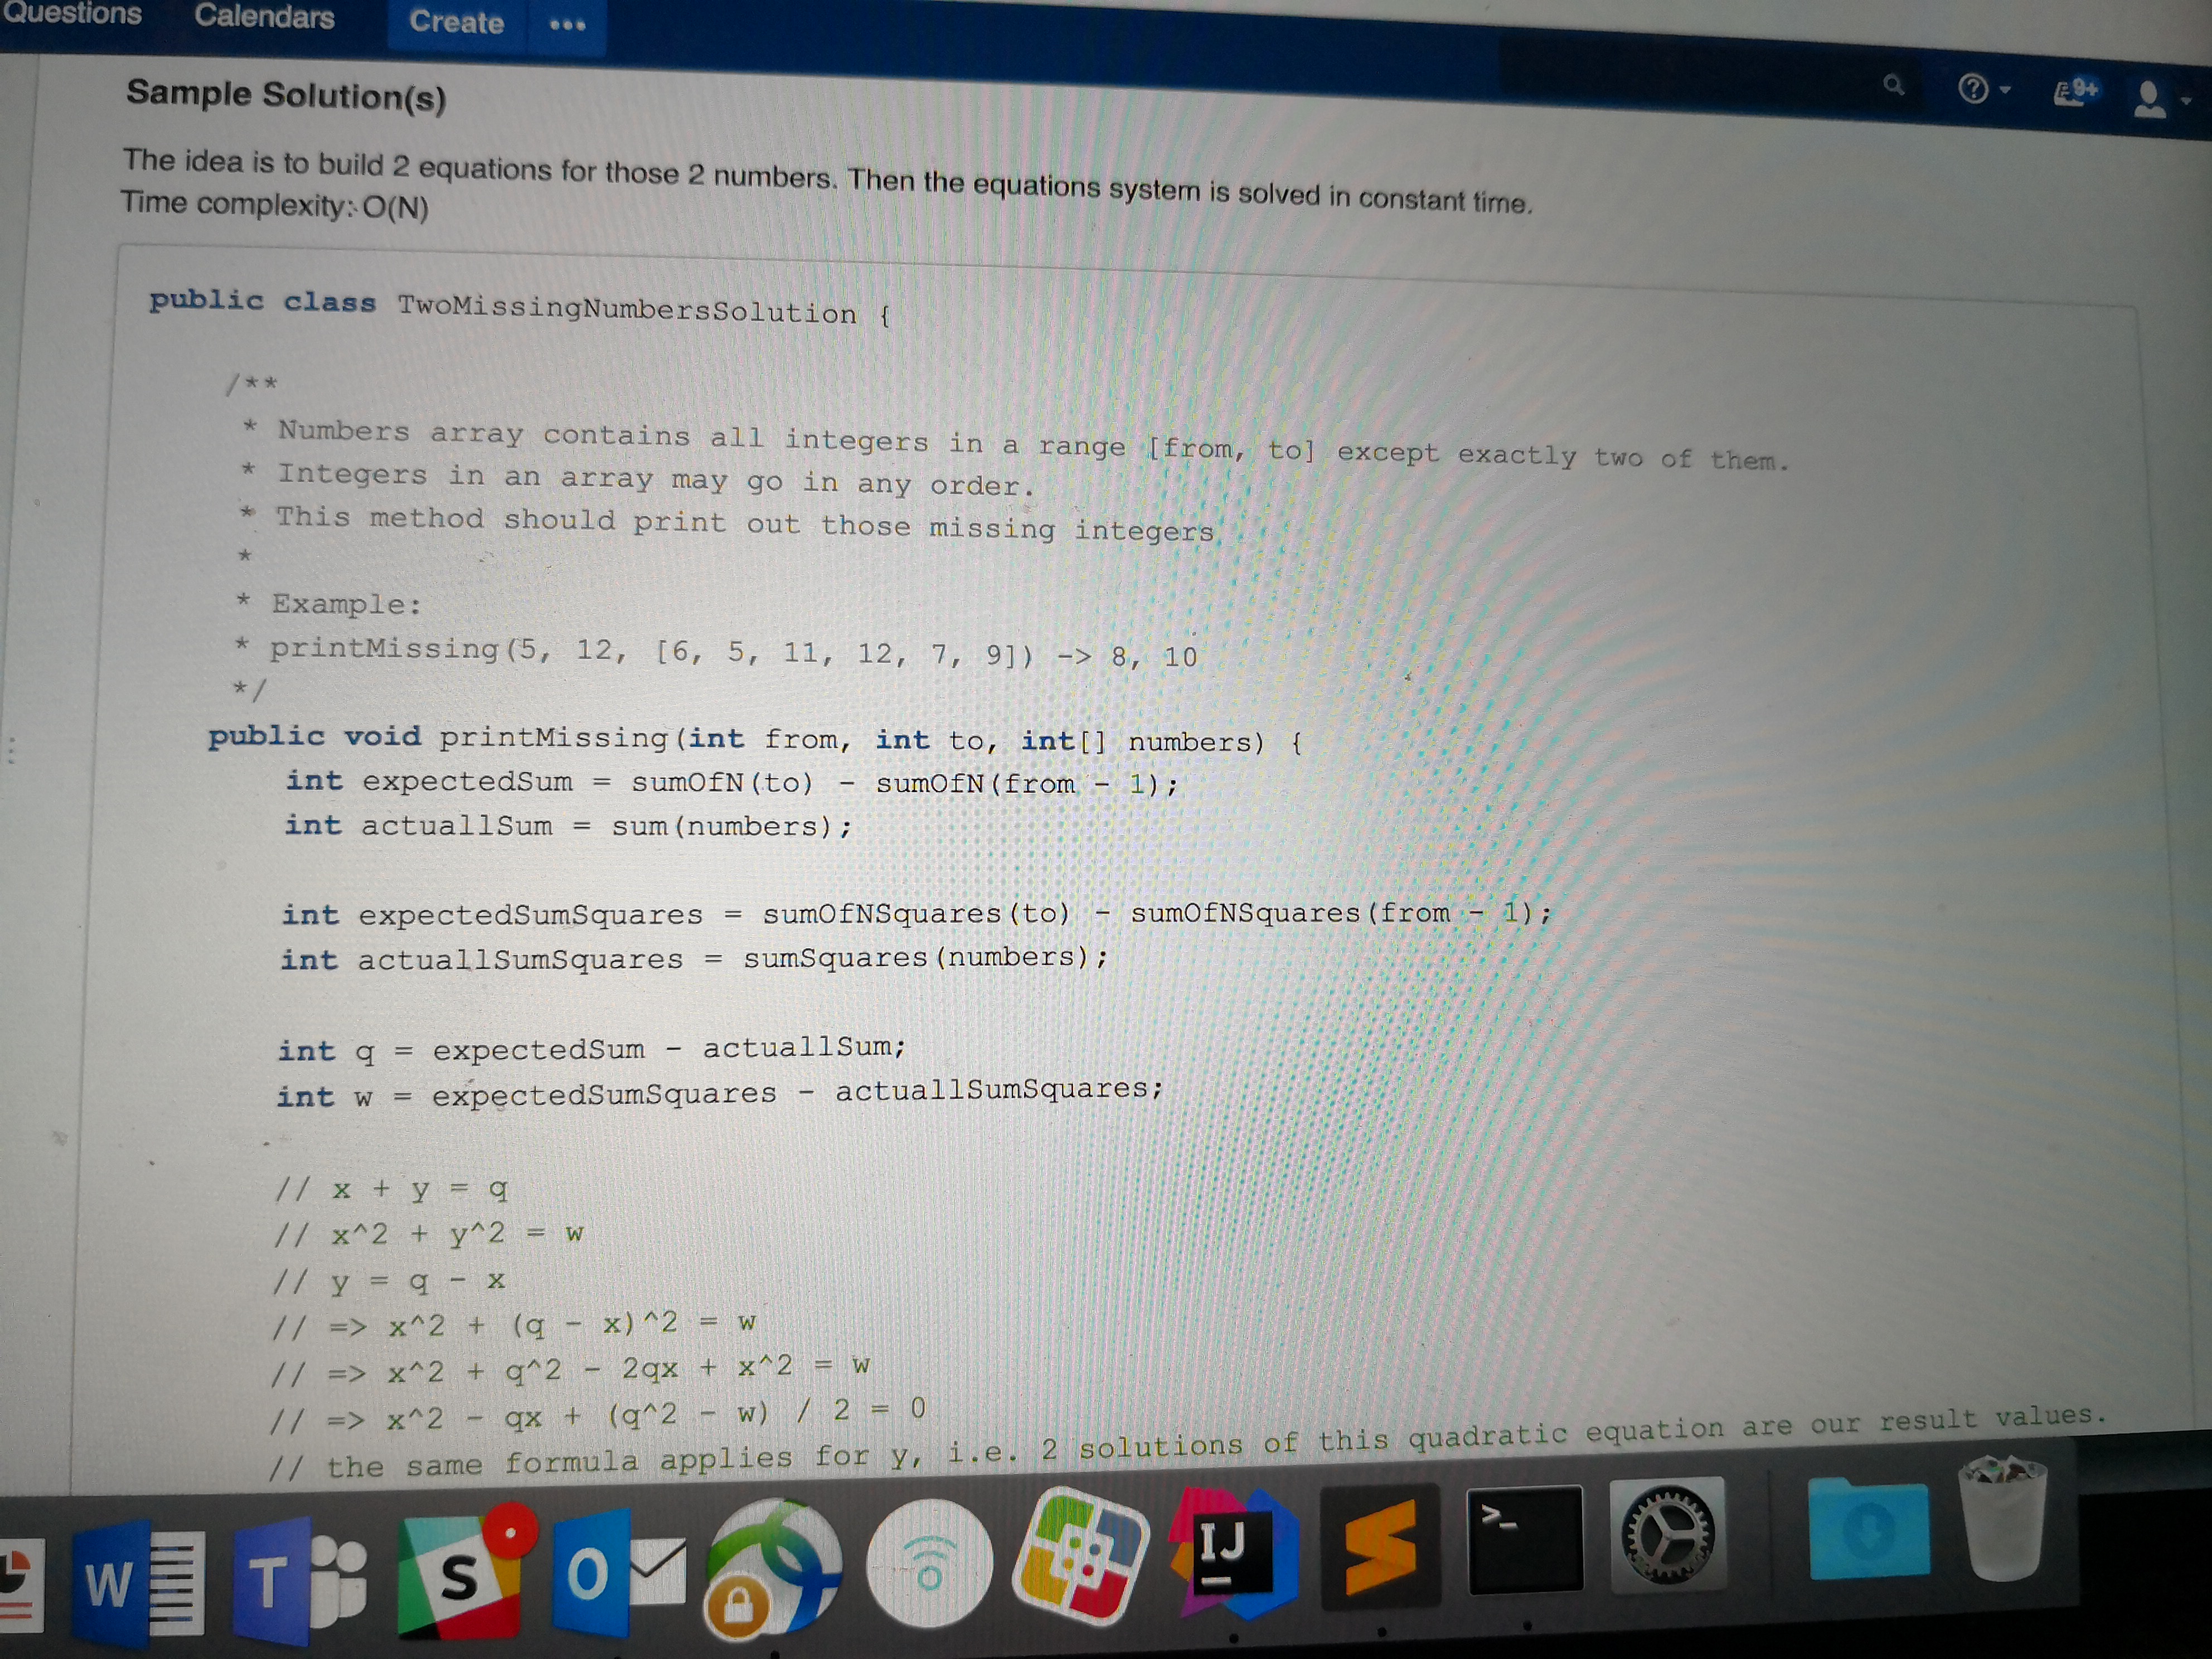 Questions Calendars Create •••
9+
Sample Solution(s)
The idea is to build 2 equations for those 2 numbers. Then the equations system is solved in constant time.
Time complexity: O(N)
public class TwoMissingNumbersSolution {
/**
* Numbers array contains all integers in a range [from, to] except exactly two of them.
* Integers in an array may go in any order.
* This method should print out those missing integers
*
* Example:
* printMissing(5, 12, [6, 5, 11, 12, 7, 9]) -> 8, 10
*/
public void printMissing(int from, int to, int[] numbers) {
int expectedSum = sumOfN(to) - sumOfN(from - 1);
int actuallSum = sum(numbers);
int expectedSumSquares = sumOfNSquares(to) - sumOfNSquares(from - 1);
int actuallSumSquares = sumSquares(numbers);
int q = expectedSum - actuallSum;
int w = expectedSumSquares - actuallSumSquares;
// x + y = q
// x^2 + y^2 = w
// y = q - x
// => x^2 + (q - x)^2 = w
// => x^2 + q^2 - 2qx + x^2 = w
// => x^2 - qx + (q^2 - w) / 2 = 0
// the same formula applies for y, i.e. 2 solutions of this quadratic equation are our result values.
W T S O IJ >_